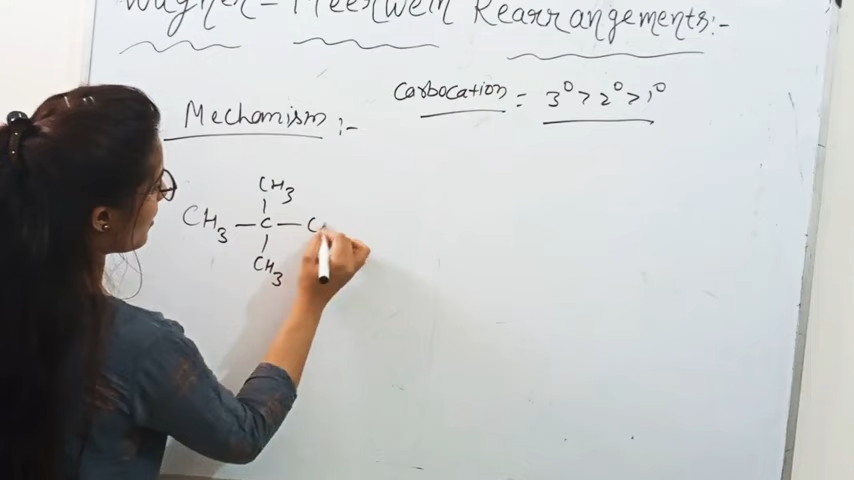 Wagner - Meerwein Rearrangements:-
Carbocation = 3° > 2° > 1°
Mechanism :-
CH3
CH3 - C - C
CH3